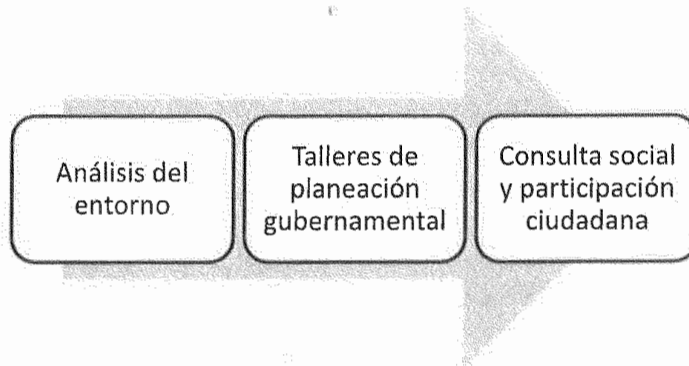 Análisis del
entorno
Talleres de
planeación
gubernamental
Consulta social
y participación
ciudadana